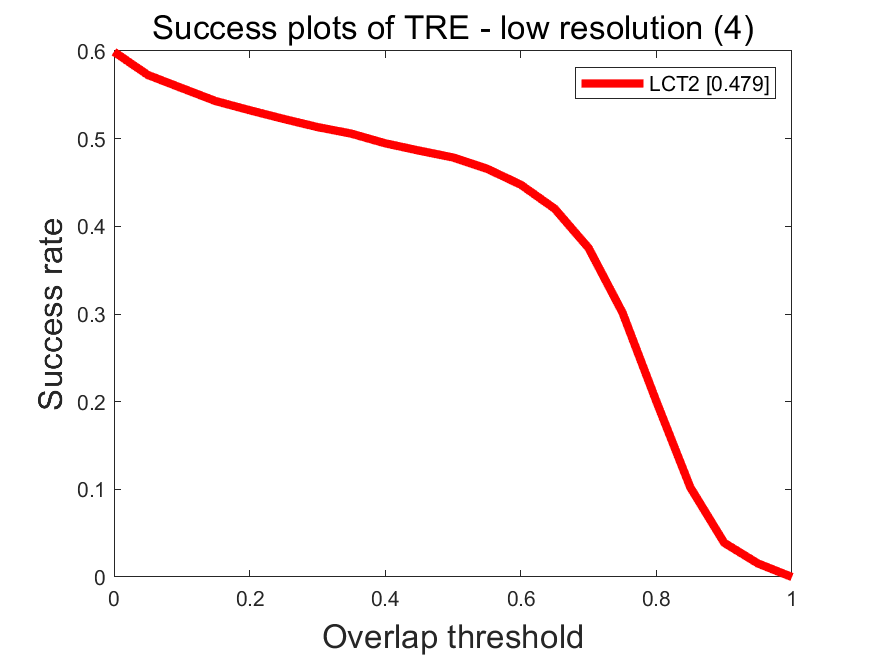 Success plots of TRE - low resolution (4)
LCT2 [0.479]
Success rate
0.6
0.5
0.4
0.3
0.2
0.1
0
0 0.2 0.4 0.6 0.8 1
Overlap threshold